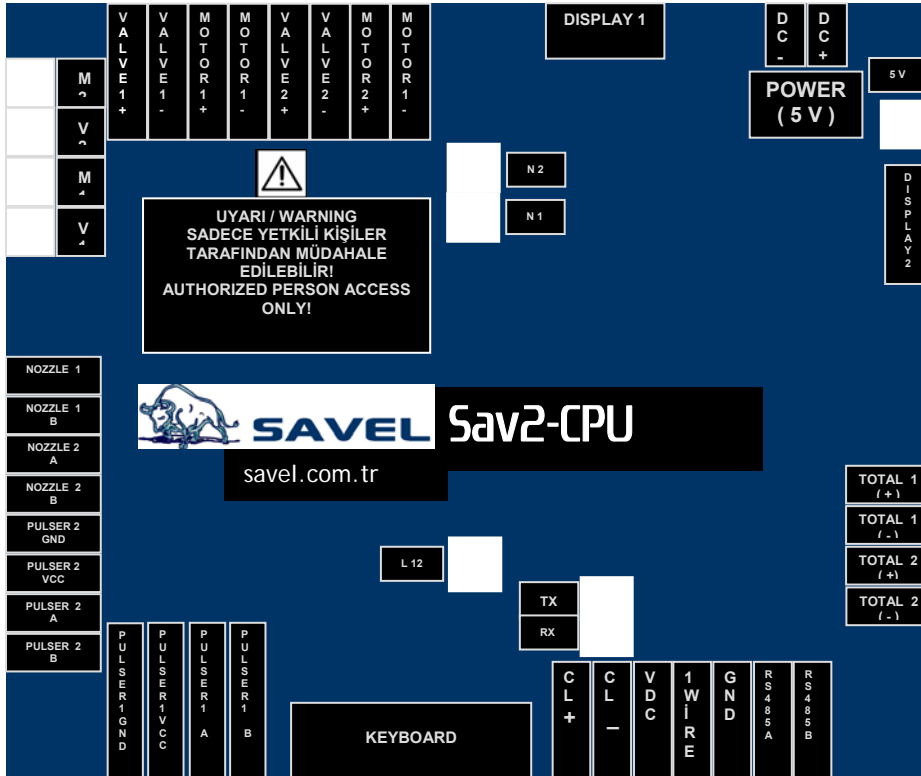 VALVE1+
VALVE1-
MOTOR1+
MOTOR1-
VALVE2+
VALVE2-
MOTOR2+
MOTOR1-
DISPLAY 1
DC-
DC+
POWER
( 5 V )
5 V
M
V
M
V
N 2
N 1
DISPLAY2
UYARI / WARNING
SADECE YETKİLİ KİŞİLER
TARAFINDAN MÜDAHALE
EDİLEBİLİR!
AUTHORIZED PERSON ACCESS
ONLY!
NOZZLE 1
NOZZLE 1
B
NOZZLE 2
A
NOZZLE 2
B
PULSER 2
GND
PULSER 2
VCC
PULSER 2
A
PULSER 2
B
SAVEL
Sav2-CPU
savel.com.tr
TOTAL 1
(+)
TOTAL 1
(-)
TOTAL 2
(+)
TOTAL 2
(-)
L 12
TX
RX
PULSER1GND
PULSER1VCC
PULSER1 A
PULSER1 B
KEYBOARD
CL+
CL–
VDC
1WİRE
GND
RS485A
RS485B